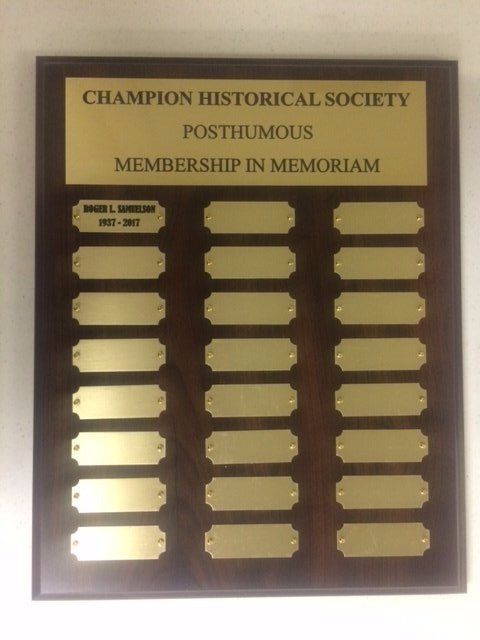 CHAMPION HISTORICAL SOCIETY
POSTHUMOUS
MEMBERSHIP IN MEMORIAM
ROGER L. SAMUELSON
1937 - 2017